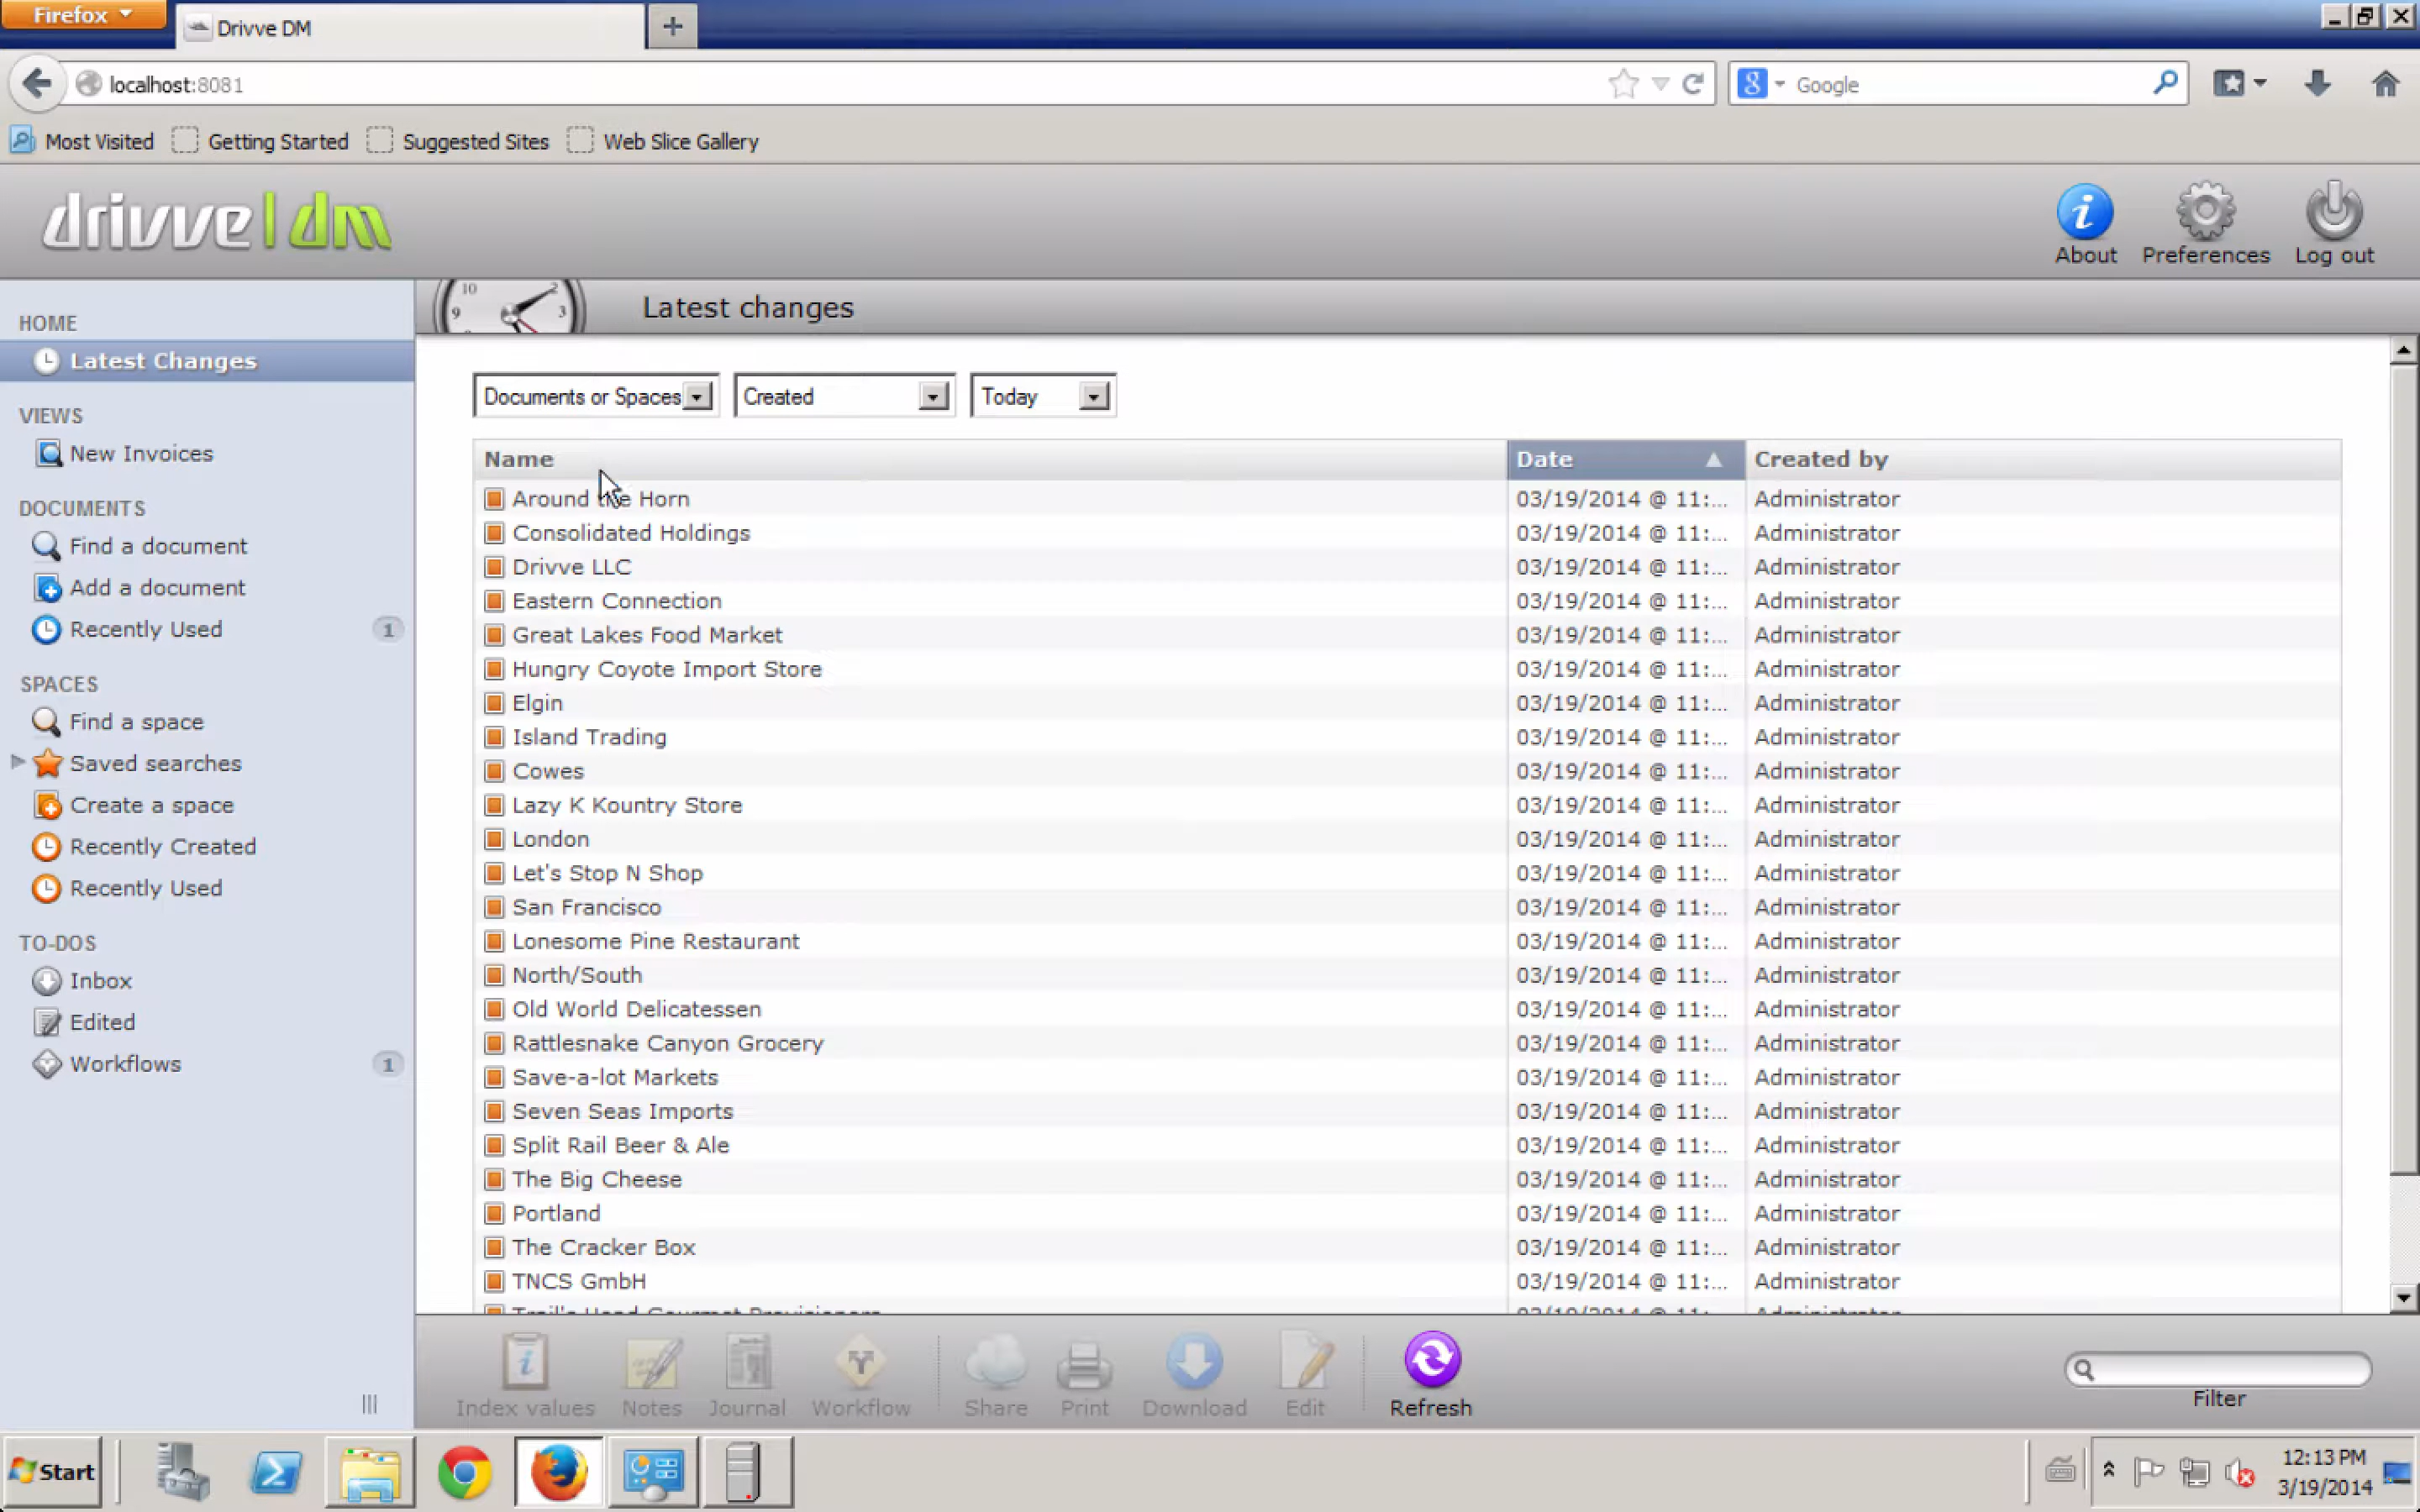 Firefox
Drivve DM
localhost:8081
Google
Most Visited
Getting Started
Suggested Sites
Web Slice Gallery
drivve|dm
About
Preferences
Log out
HOME
Latest Changes
VIEWS
New Invoices
DOCUMENTS
Find a document
Add a document
Recently Used 1
SPACES
Find a space
Saved searches
Create a space
Recently Created
Recently Used
TO-DOS
Inbox
Edited
Workflows 1
10 2
9 3
Latest changes
Documents or Spaces Created Today
Name Date Created by
Around the Horn 03/19/2014 @ 11:... Administrator
Consolidated Holdings 03/19/2014 @ 11:... Administrator
Drivve LLC 03/19/2014 @ 11:... Administrator
Eastern Connection 03/19/2014 @ 11:... Administrator
Great Lakes Food Market 03/19/2014 @ 11:... Administrator
Hungry Coyote Import Store 03/19/2014 @ 11:... Administrator
Elgin 03/19/2014 @ 11:... Administrator
Island Trading 03/19/2014 @ 11:... Administrator
Cowes 03/19/2014 @ 11:... Administrator
Lazy K Kountry Store 03/19/2014 @ 11:... Administrator
London 03/19/2014 @ 11:... Administrator
Let's Stop N Shop 03/19/2014 @ 11:... Administrator
San Francisco 03/19/2014 @ 11:... Administrator
Lonesome Pine Restaurant 03/19/2014 @ 11:... Administrator
North/South 03/19/2014 @ 11:... Administrator
Old World Delicatessen 03/19/2014 @ 11:... Administrator
Rattlesnake Canyon Grocery 03/19/2014 @ 11:... Administrator
Save-a-lot Markets 03/19/2014 @ 11:... Administrator
Seven Seas Imports 03/19/2014 @ 11:... Administrator
Split Rail Beer & Ale 03/19/2014 @ 11:... Administrator
The Big Cheese 03/19/2014 @ 11:... Administrator
Portland 03/19/2014 @ 11:... Administrator
The Cracker Box 03/19/2014 @ 11:... Administrator
TNCS GmbH 03/19/2014 @ 11:... Administrator
Trail's Head Gourmet Provisioners 03/19/2014 @ 11:... Administrator
Index values
Notes
Journal
Workflow
Share
Print
Download
Edit
Refresh
Filter
Start
12:13 PM
3/19/2014